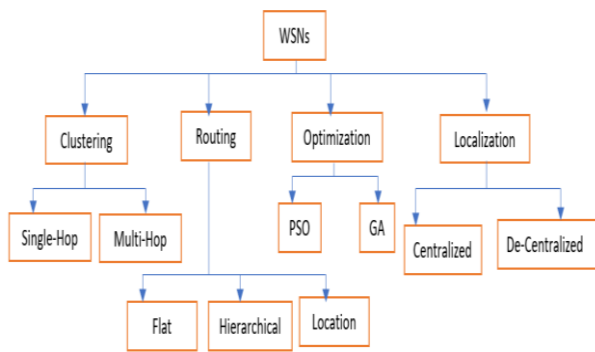 WSNs
Clustering
Routing
Optimization
Localization
Single-Hop
Multi-Hop
PSO
GA
Centralized
De-Centralized
Flat
Hierarchical
Location